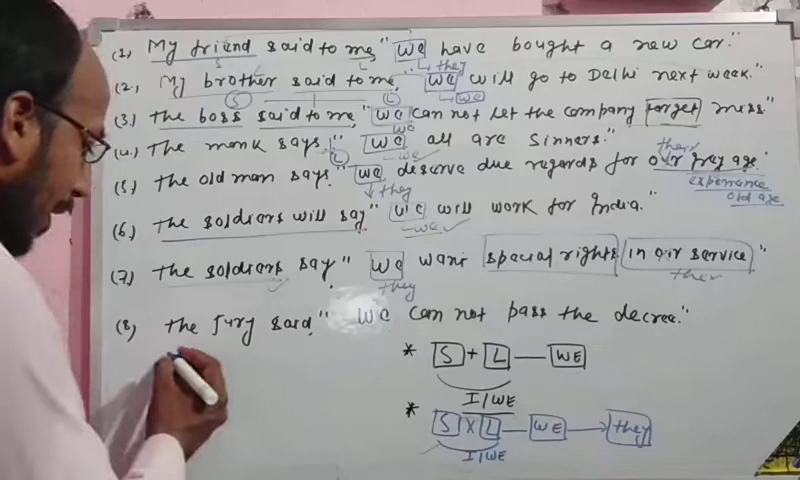 (1) My friend said to me, "We have bought a new car."
S L they
(2) My brother said to me, "We will go to Delhi next week."
S L We
(3) The boss said to me, "We can not let the company forget miss"
we
(4) The monk says, "We all are sinners."
L we their
(5) The old man says, "We deserve due regards for our grey age."
they experience
old age
(6) The soldiers will say, "We will work for India."
we
(7) The soldiers say, "We want special rights in our service"
they their
(8) The Jury said, "We can not pass the decree."
* S + L — WE
I/WE
* S X L — WE → they
I/WE